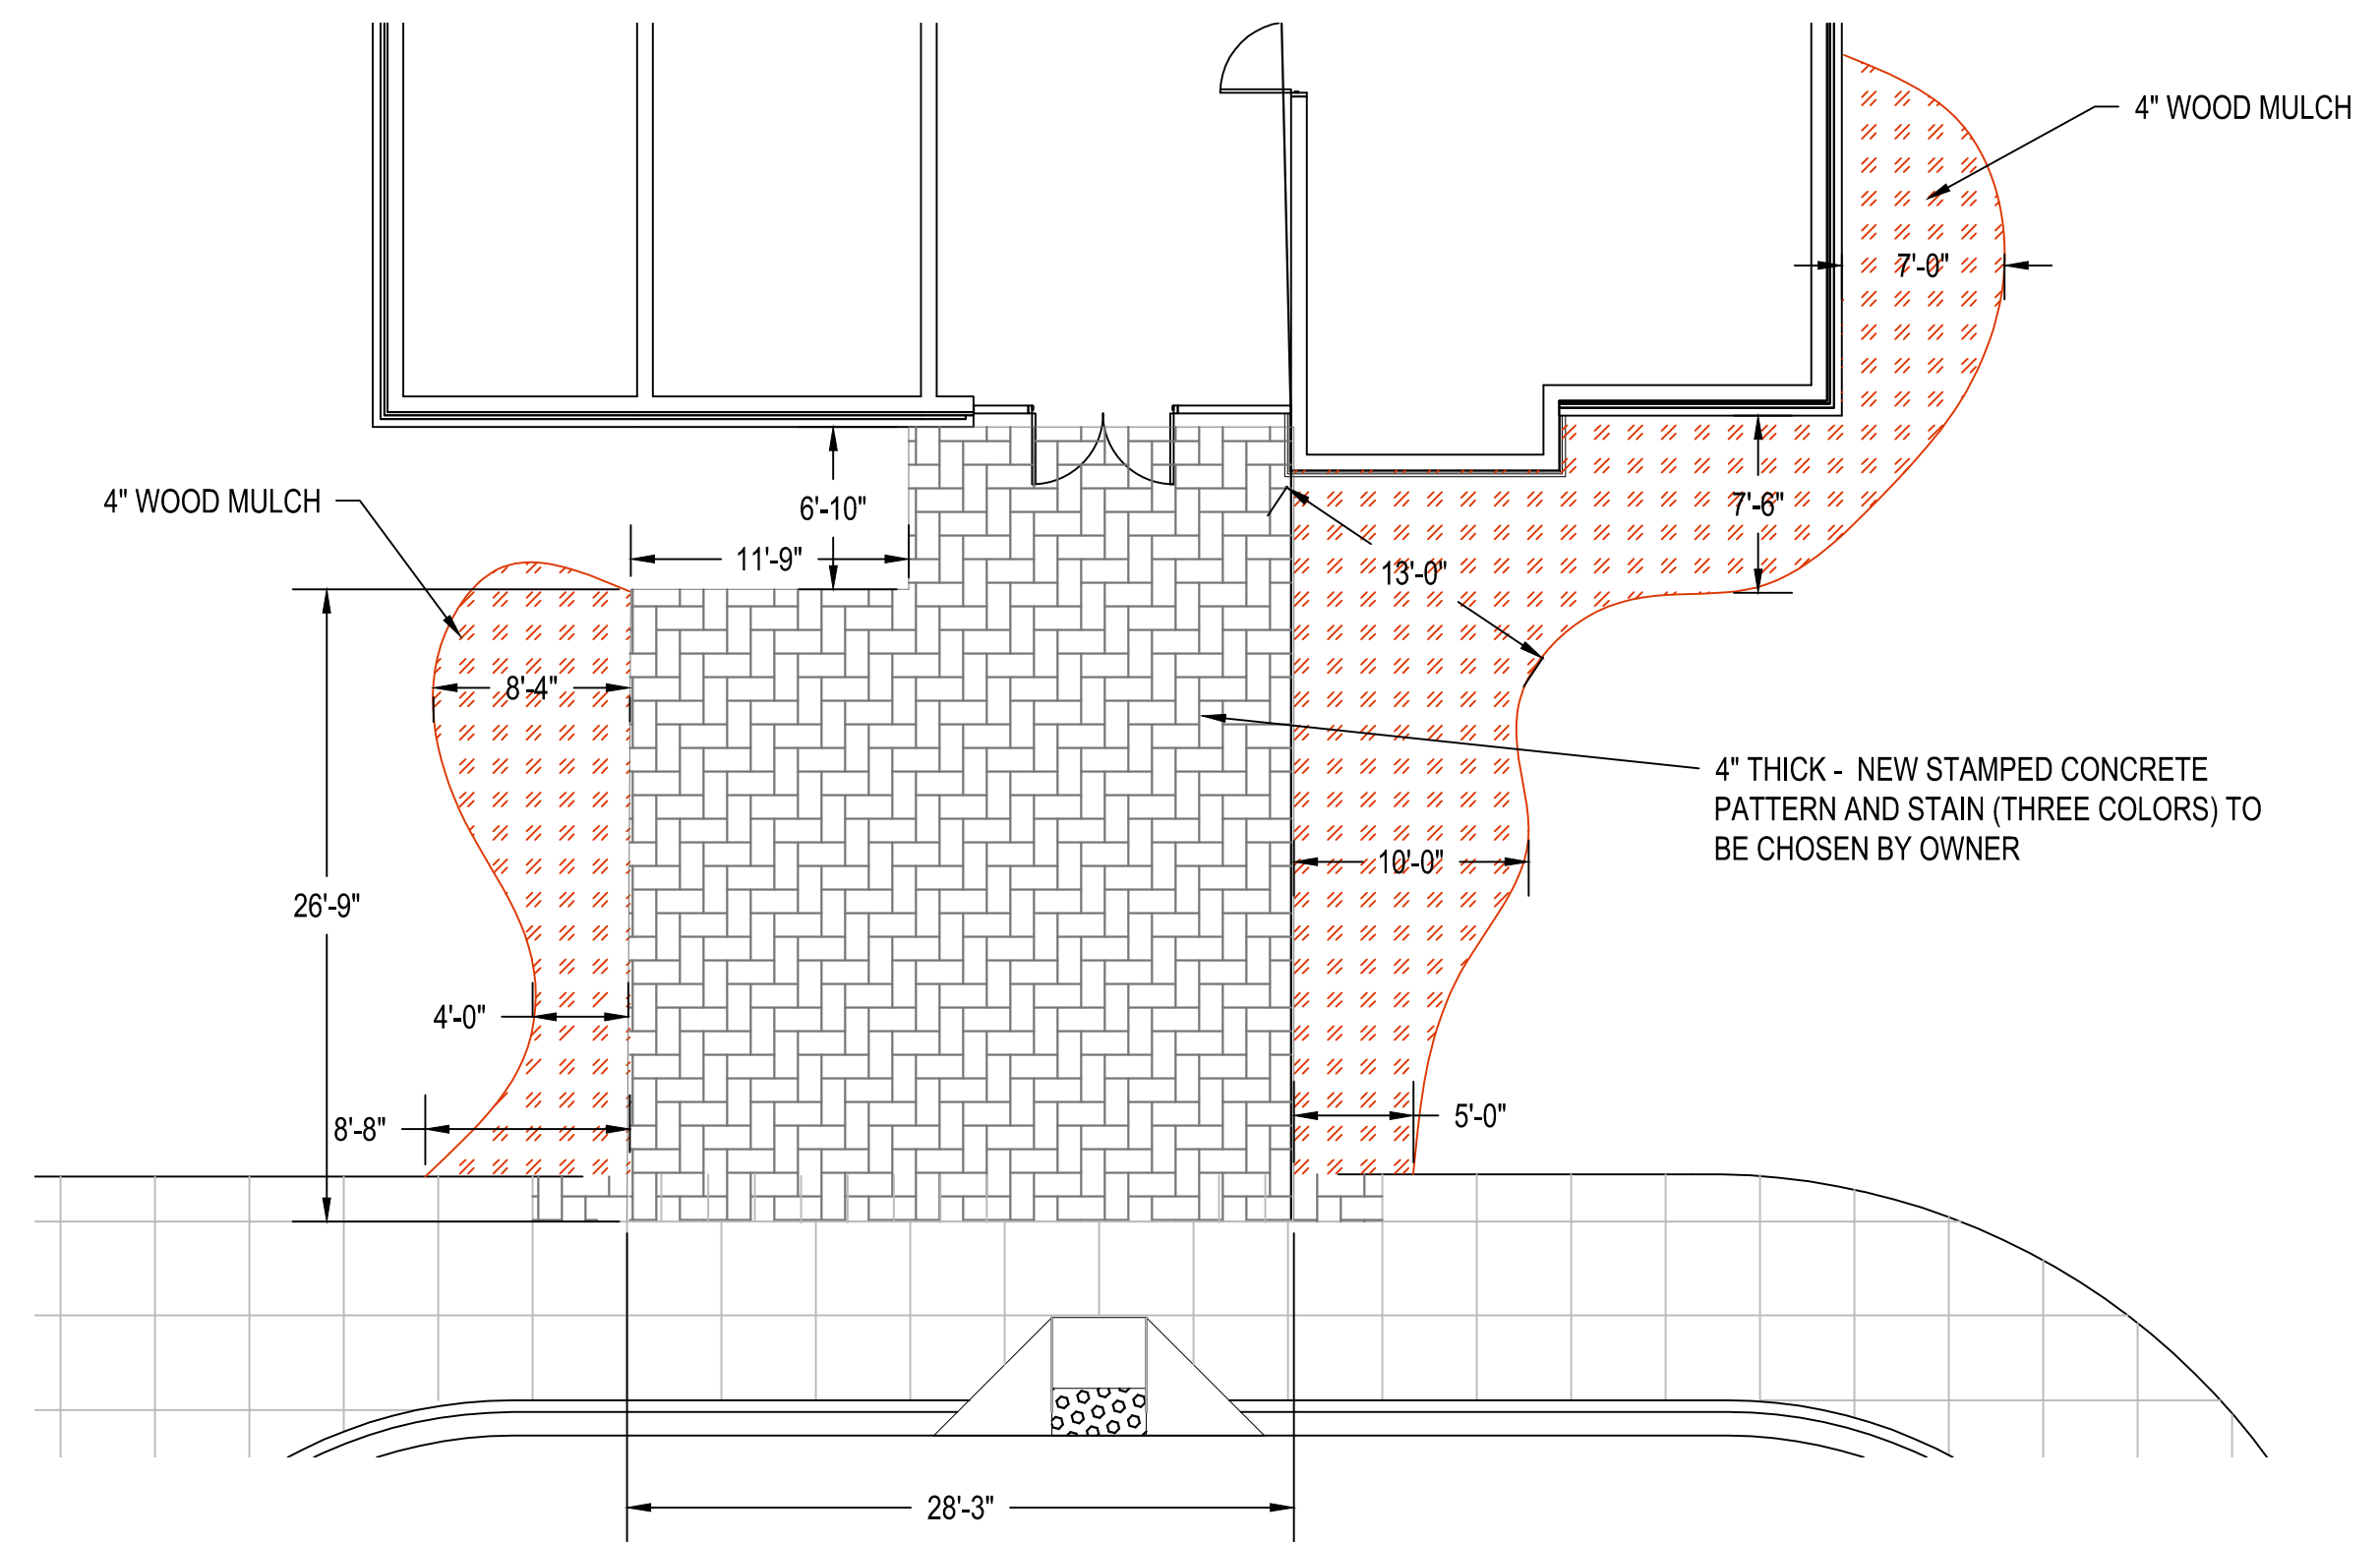 4" WOOD MULCH
7'-0"
4" WOOD MULCH
6'-10"
7'-6"
11'-9"
13'-0"
8'-4"
4" THICK - NEW STAMPED CONCRETE
PATTERN AND STAIN (THREE COLORS) TO
BE CHOSEN BY OWNER
10'-0"
26'-9"
4'-0"
5'-0"
8'-8"
28'-3"